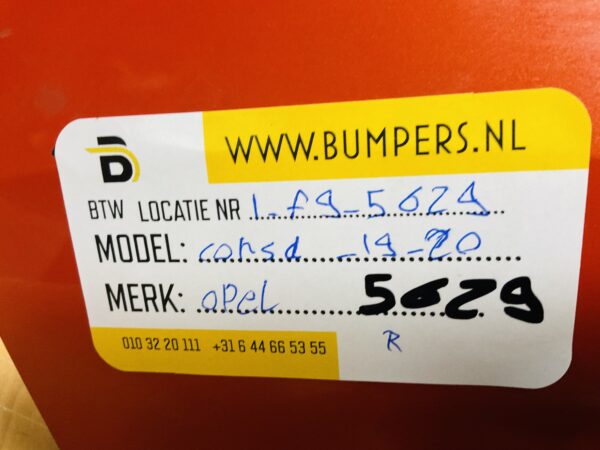 B
WWW.BUMPERS.NL
BTW LOCATIE NR 1-f9-5629
MODEL: corsd -19-20
MERK: opel 5629
010 32 20 111 +31 6 44 66 53 55
R